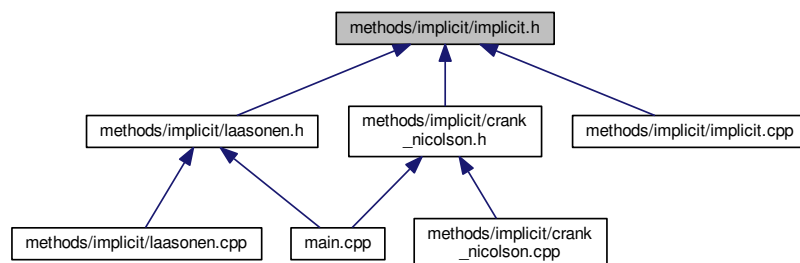 methods/implicit/implicit.h
methods/implicit/laasonen.h
methods/implicit/crank
_nicolson.h
methods/implicit/implicit.cpp
methods/implicit/laasonen.cpp
main.cpp
methods/implicit/crank
_nicolson.cpp